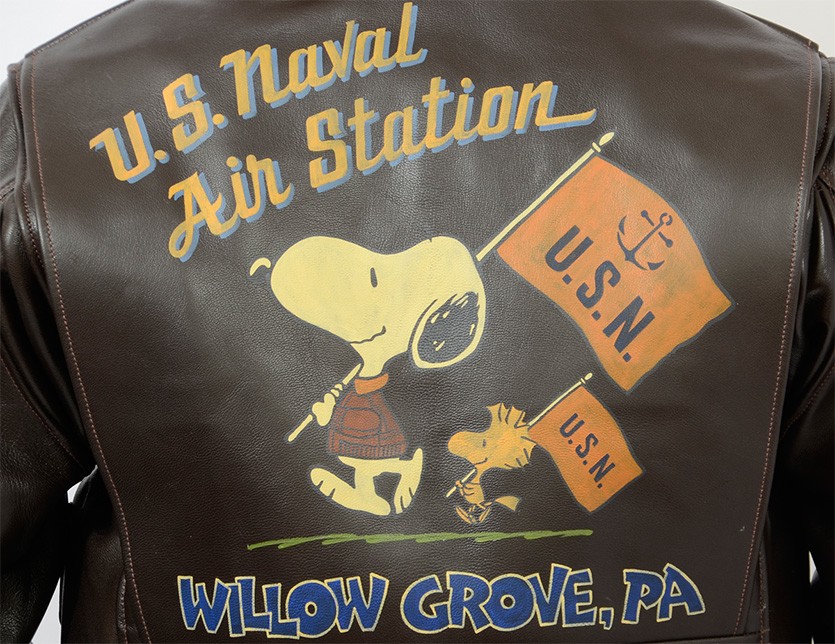 U.S. Naval
Air Station
U.S.N.
U.S.N.
WILLOW GROVE, PA